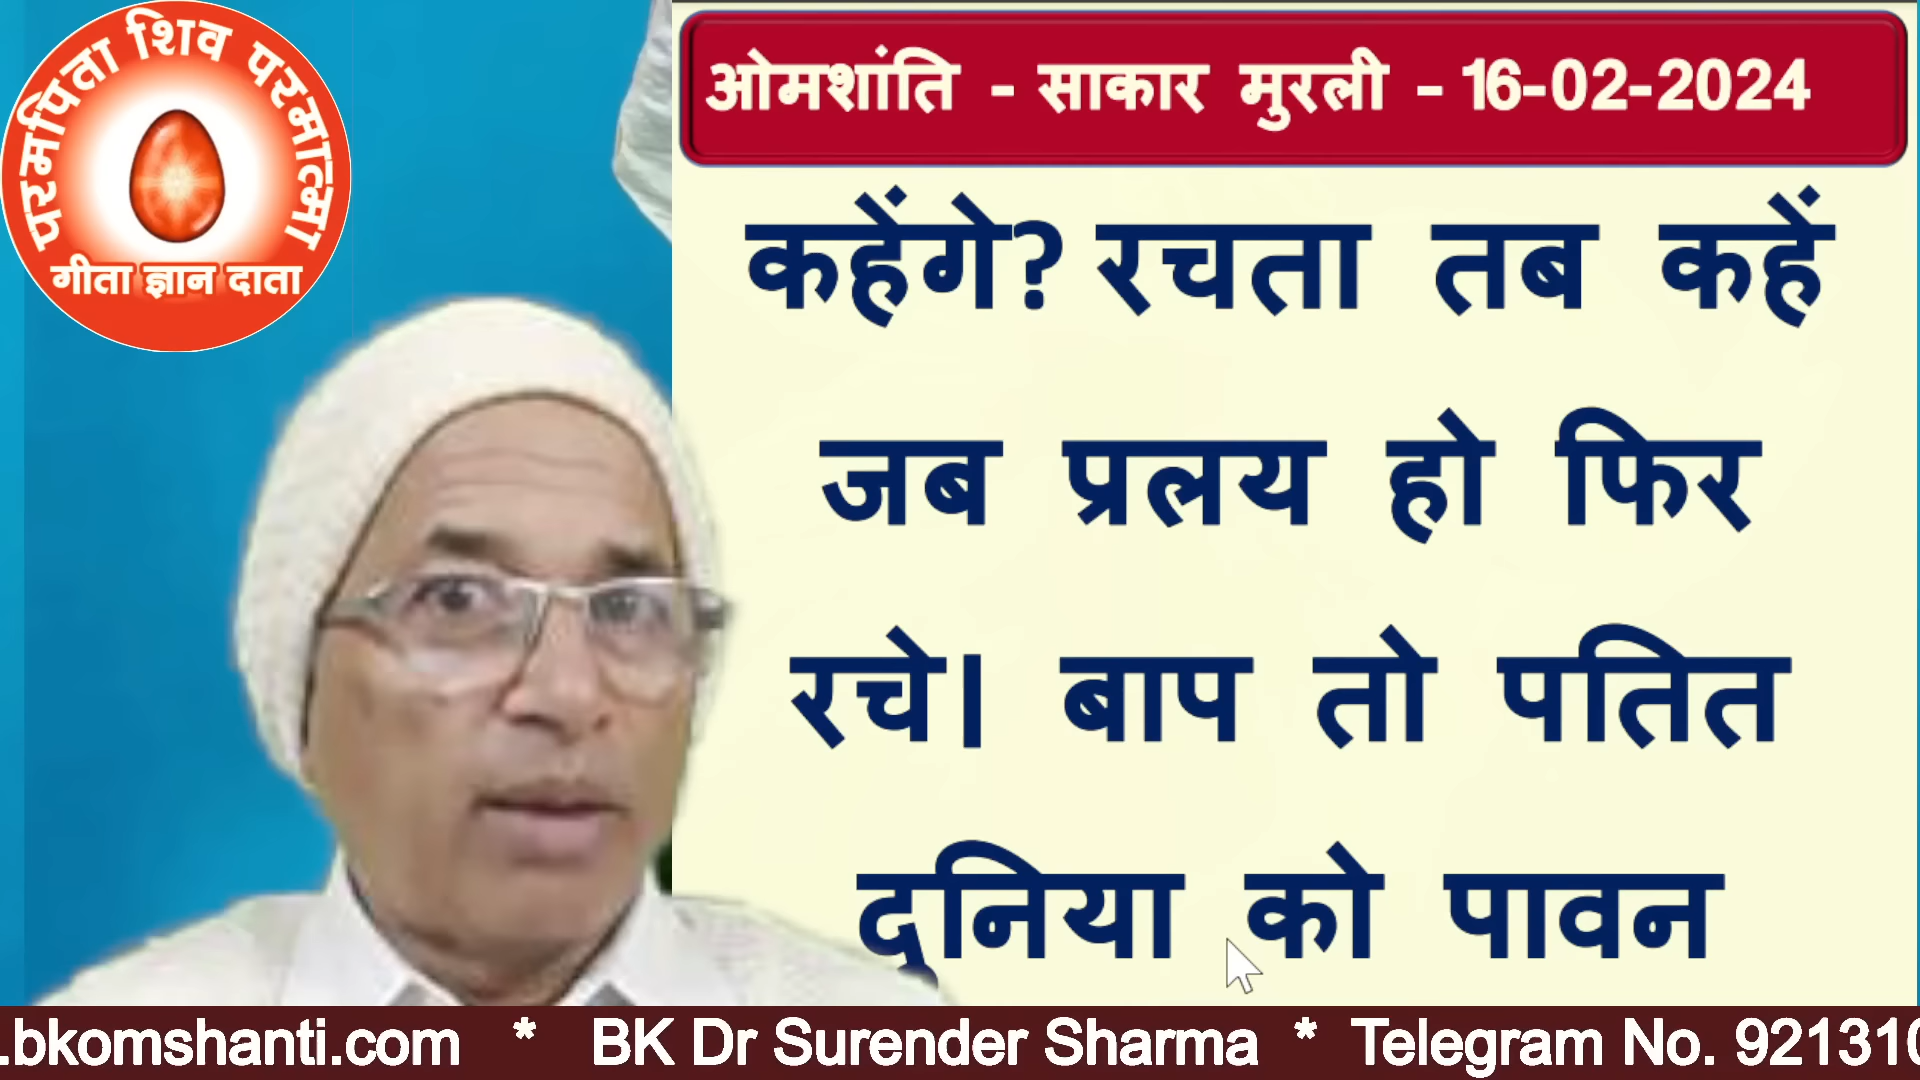 परमपिता शिव परमात्मा
गीता ज्ञान दाता
ओमशांति - साकार मुरली - 16-02-2024
कहेंगे? रचता तब कहें
जब प्रलय हो फिर
रचे। बाप तो पतित
दुनिया को पावन
.bkomshanti.com * BK Dr Surender Sharma * Telegram No. 921310